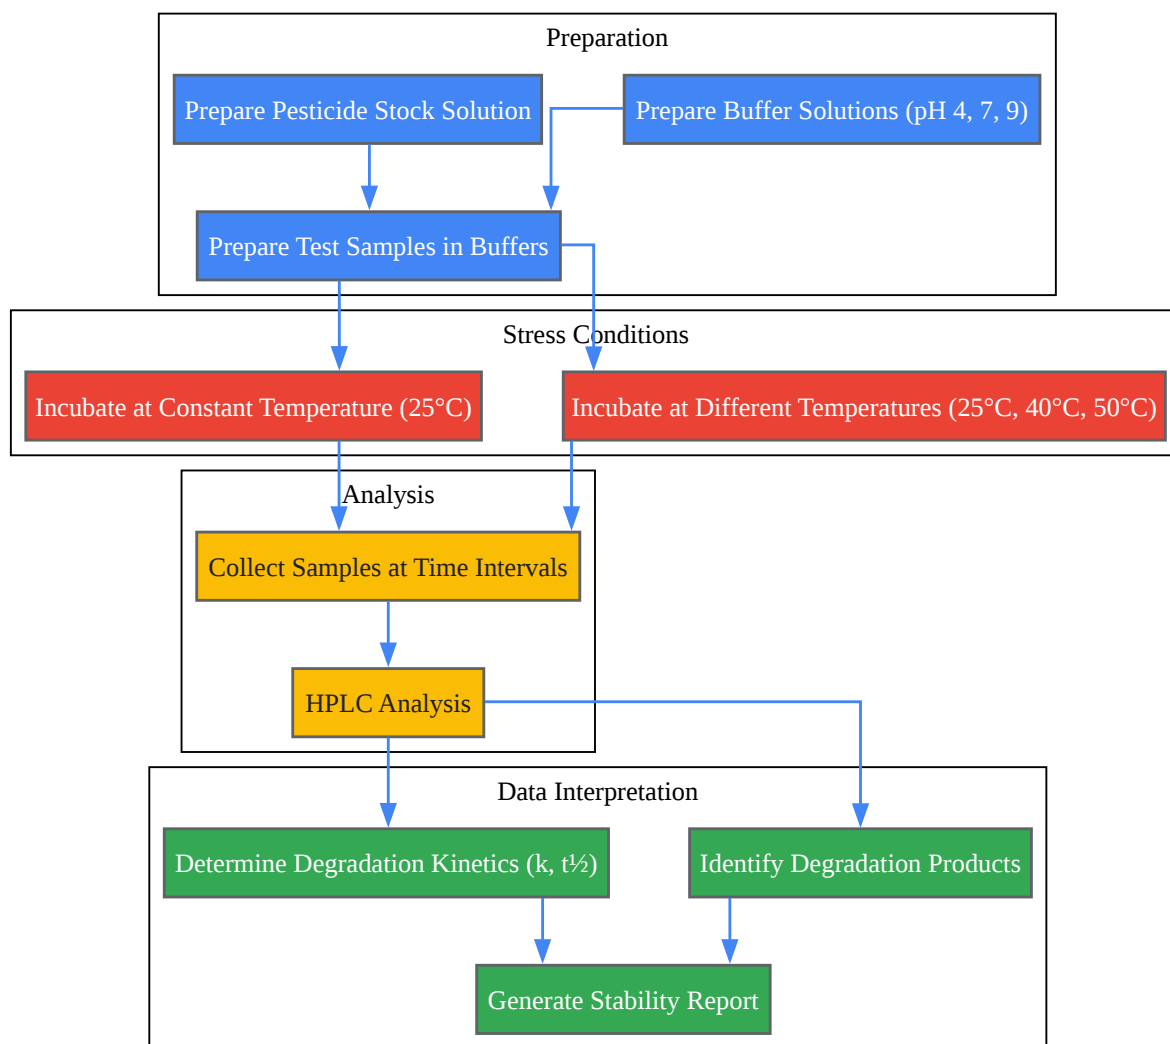 Preparation
Prepare Pesticide Stock Solution
Prepare Buffer Solutions (pH 4, 7, 9)
Prepare Test Samples in Buffers
Stress Conditions
Incubate at Constant Temperature (25°C)
Incubate at Different Temperatures (25°C, 40°C, 50°C)
Analysis
Collect Samples at Time Intervals
HPLC Analysis
Data Interpretation
Determine Degradation Kinetics (k, t½)
Identify Degradation Products
Generate Stability Report